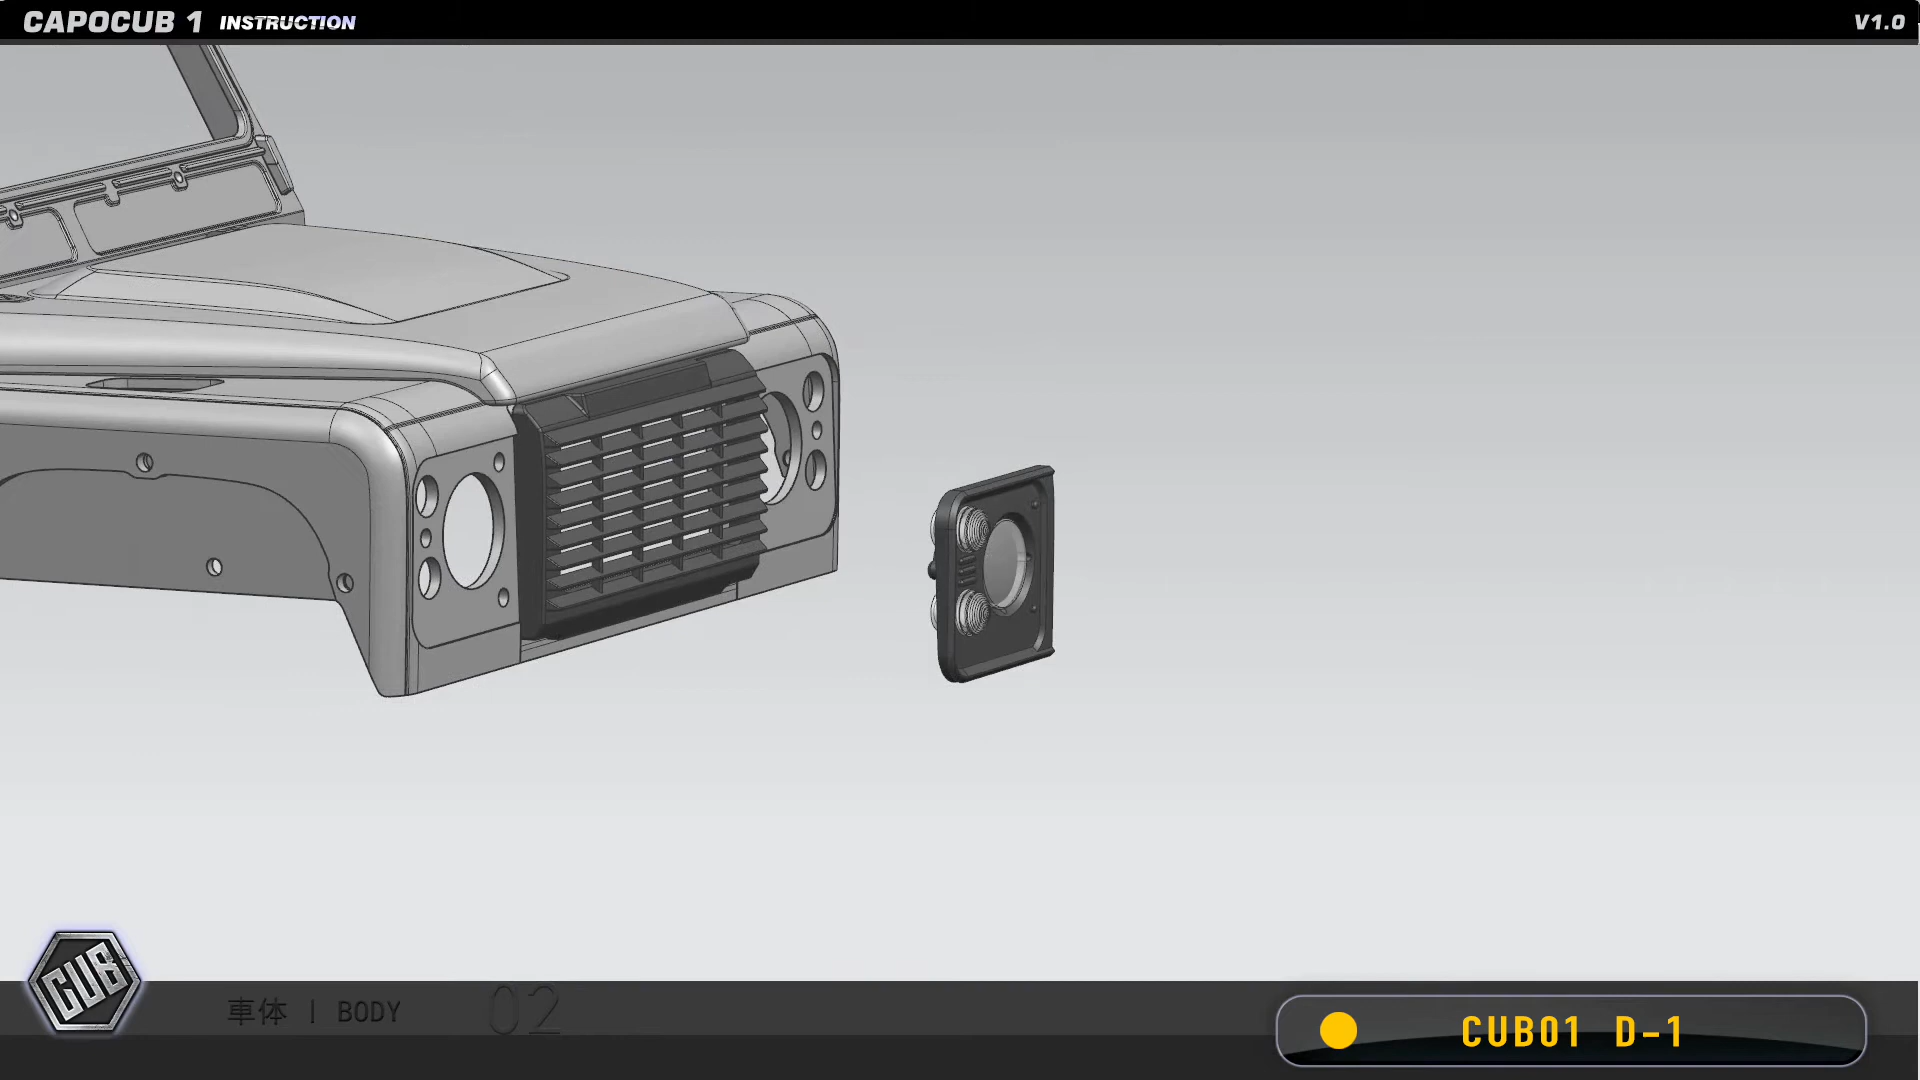 CAPOCUB 1 INSTRUCTION
V1.0
CUB
車体 | BODY 02
CUB01 D-1